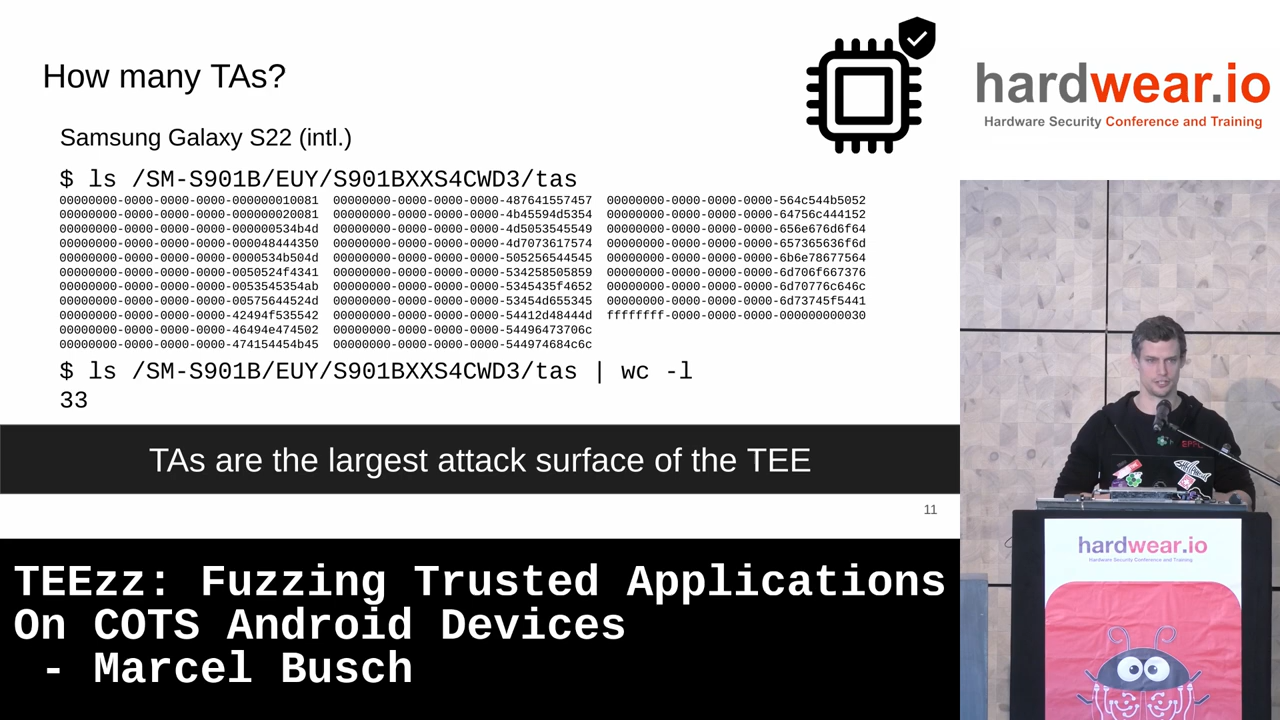 How many TAs?
hardwear.io
Hardware Security Conference and Training
Samsung Galaxy S22 (intl.)
$ ls /SM-S901B/EUY/S901BXXS4CWD3/tas
00000000-0000-0000-0000-000000010081 00000000-0000-0000-0000-487641557457 00000000-0000-0000-0000-564c544b5052
00000000-0000-0000-0000-000000020081 00000000-0000-0000-0000-4b45594d5354 00000000-0000-0000-0000-64756c444152
00000000-0000-0000-0000-000000534b4d 00000000-0000-0000-0000-4d5053545549 00000000-0000-0000-0000-656e676d6f64
00000000-0000-0000-0000-000048444350 00000000-0000-0000-0000-4d7073617574 00000000-0000-0000-0000-657365636f6d
00000000-0000-0000-0000-0000534b504d 00000000-0000-0000-0000-505256544545 00000000-0000-0000-0000-6b6e78677564
00000000-0000-0000-0000-0050524f4341 00000000-0000-0000-0000-534258505859 00000000-0000-0000-0000-6d706f667376
00000000-0000-0000-0000-0053545354ab 00000000-0000-0000-0000-5345435f4652 00000000-0000-0000-0000-6d70776c646c
00000000-0000-0000-0000-00575644524d 00000000-0000-0000-0000-53454d655345 00000000-0000-0000-0000-6d73745f5441
00000000-0000-0000-0000-42494f535542 00000000-0000-0000-0000-54412d48444d ffffffff-0000-0000-0000-000000000030
00000000-0000-0000-0000-46494e474502 00000000-0000-0000-0000-54496473706c
00000000-0000-0000-0000-474154454b45 00000000-0000-0000-0000-544974684c6c
$ ls /SM-S901B/EUY/S901BXXS4CWD3/tas | wc -l
33
TAs are the largest attack surface of the TEE
11
EPFL
hardwear.io
Hardware Security Conference and Training
TEEzz: Fuzzing Trusted Applications
On COTS Android Devices
- Marcel Busch